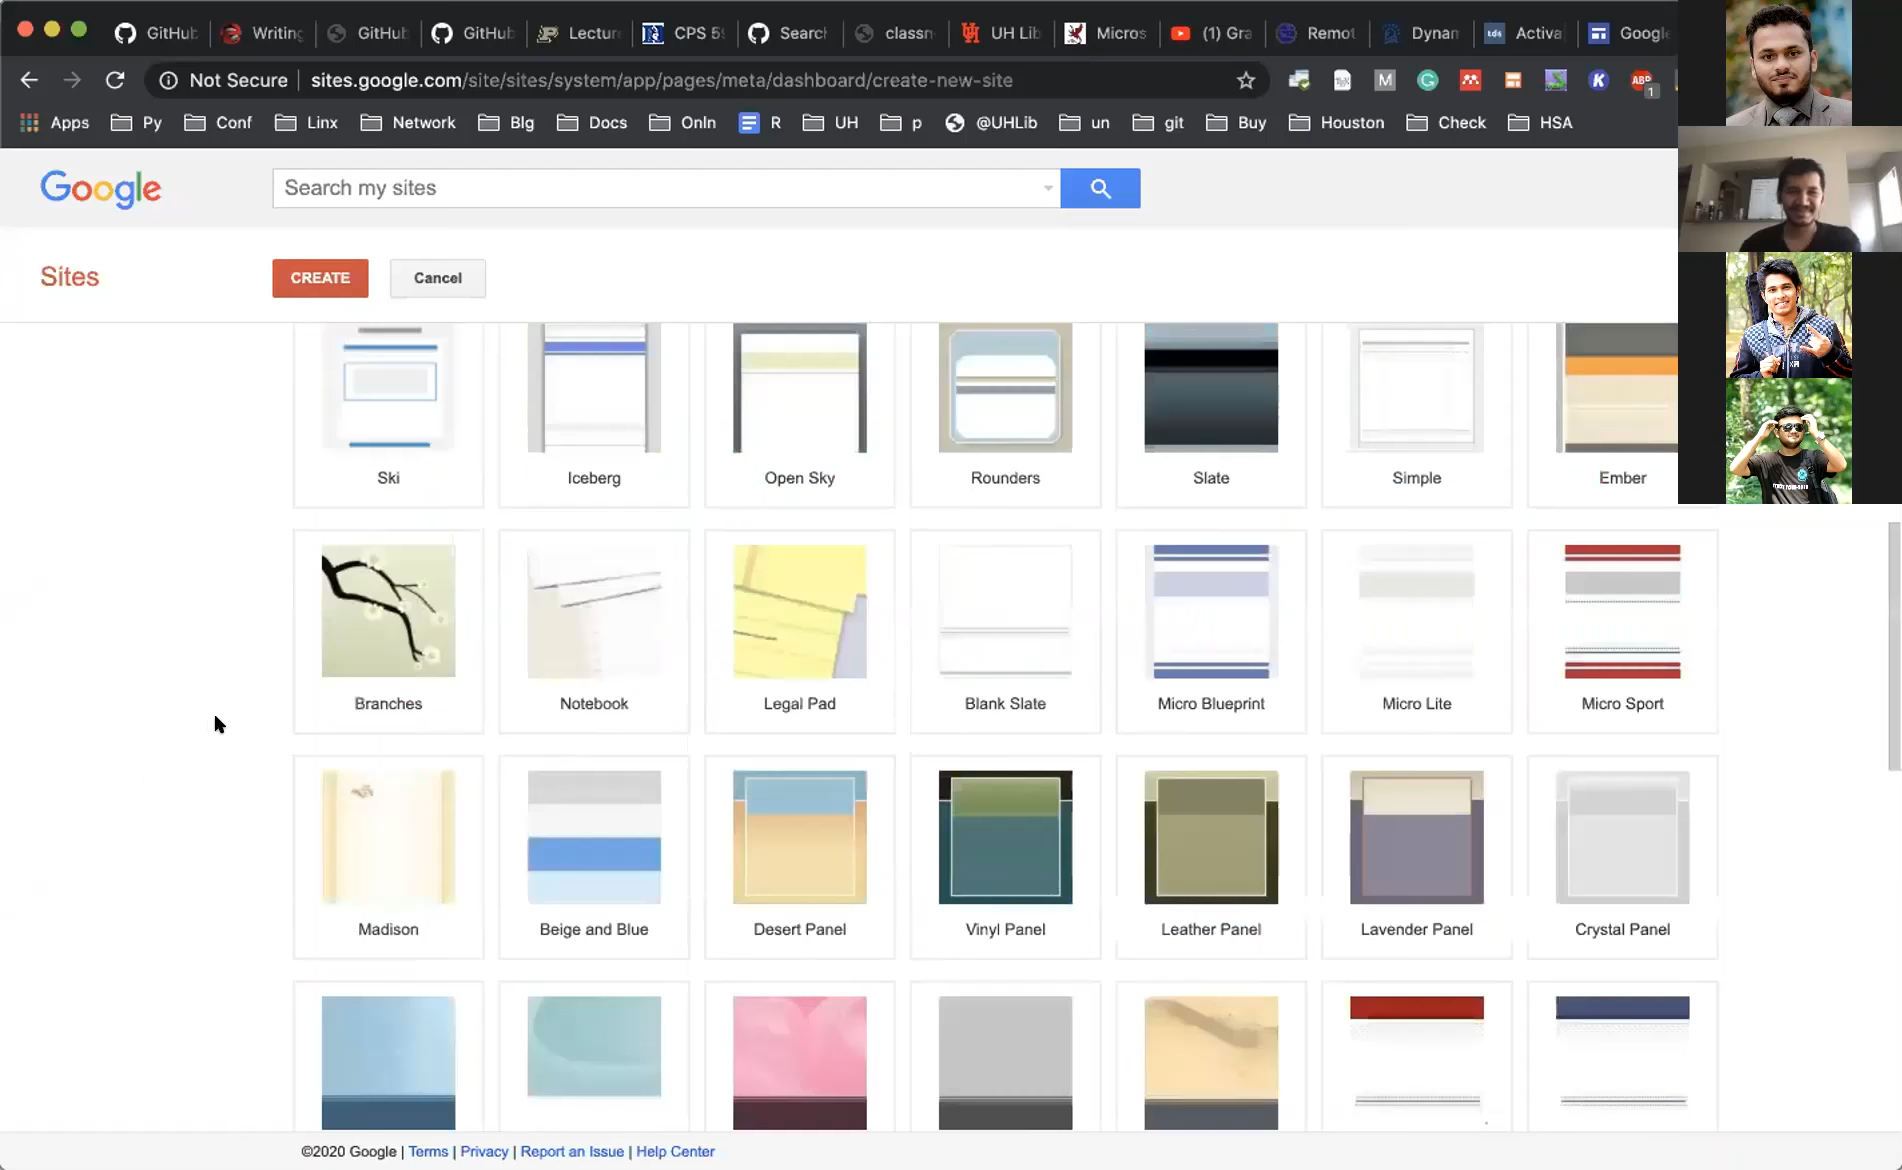 GitHub Writing GitHub GitHub Lecture CPS 5 Search classn UH Lib Micros (1) Gra Remot Dynam tds Activa Google
Not Secure sites.google.com/site/sites/system/app/pages/meta/dashboard/create-new-site M G K ABP 1
Apps Py Conf Linx Network Blg Docs Onln R UH p @UHLib un git Buy Houston Check HSA
Google Search my sites
Sites CREATE Cancel
Ski Iceberg Open Sky Rounders Slate Simple Ember
Branches Notebook Legal Pad Blank Slate Micro Blueprint Micro Lite Micro Sport
Madison Beige and Blue Desert Panel Vinyl Panel Leather Panel Lavender Panel Crystal Panel
©2020 Google | Terms | Privacy | Report an Issue | Help Center